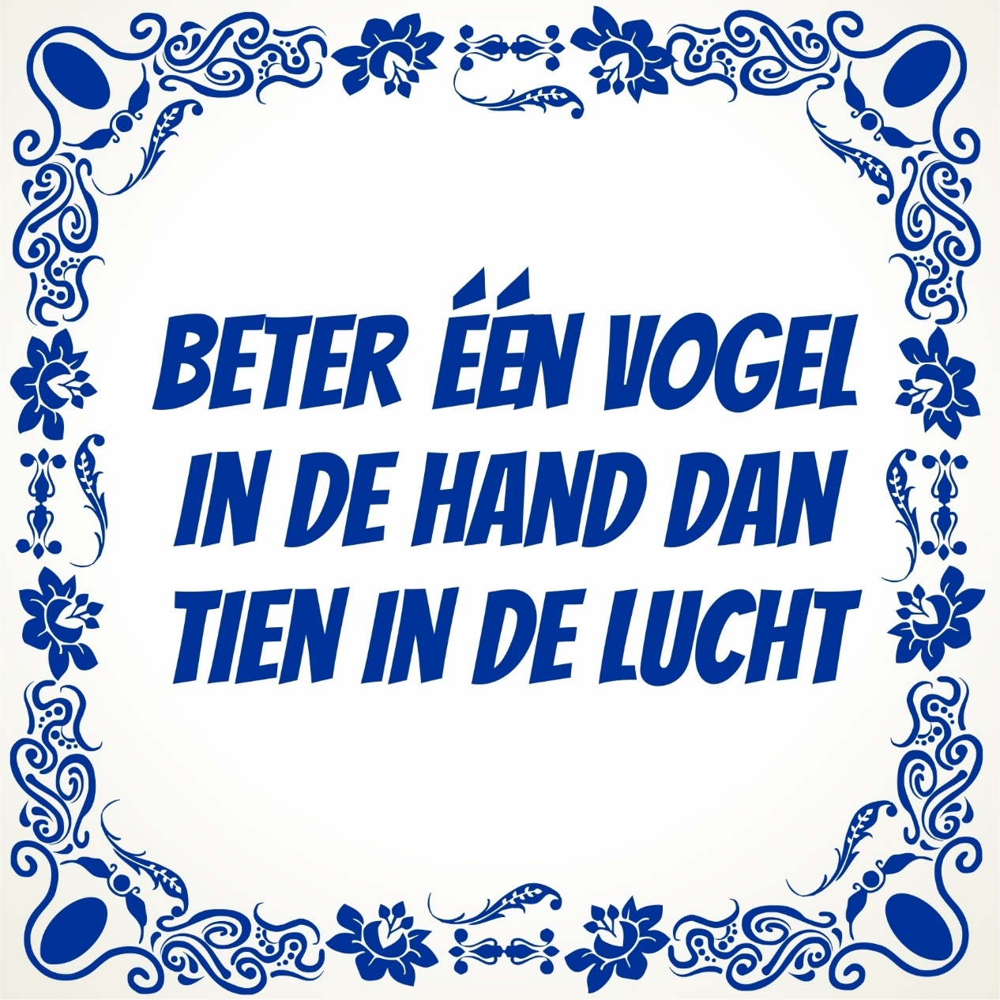 BETER ÉÉN VOGEL
IN DE HAND DAN
TIEN IN DE LUCHT